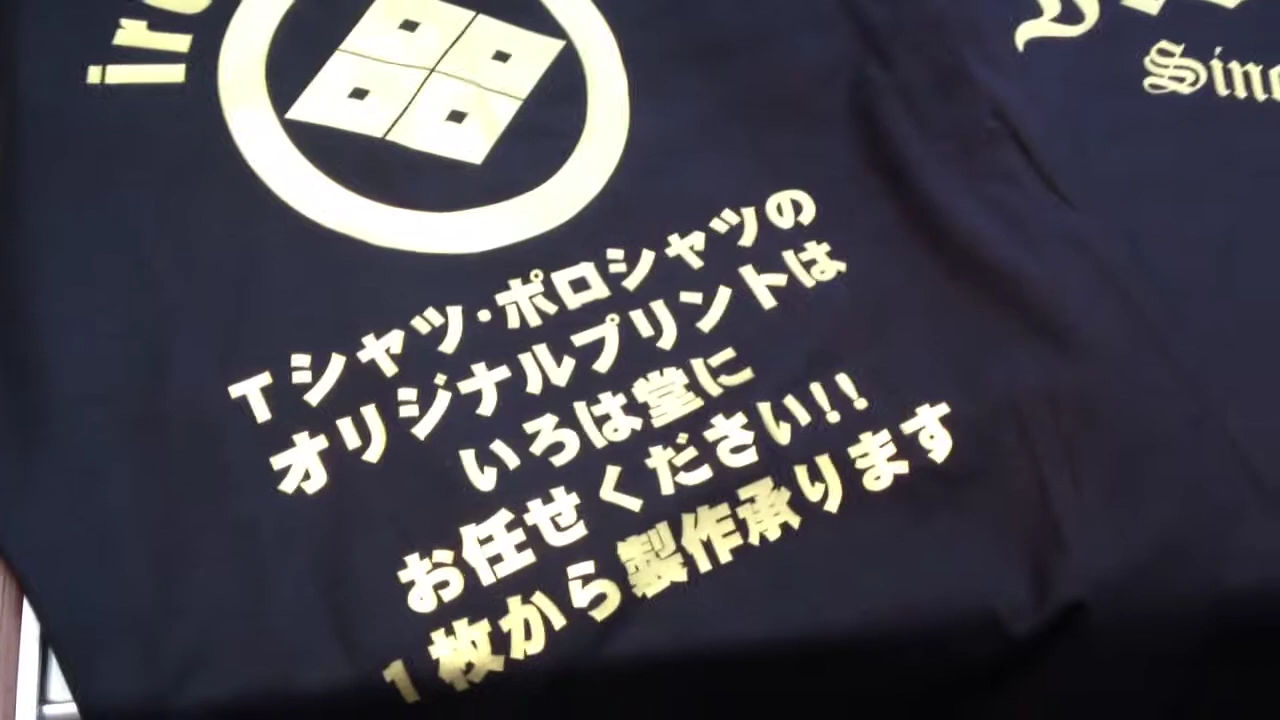 Tシャツ・ポロシャツの
オリジナルプリントは
いろは堂に
お任せください!!
1枚から製作承ります